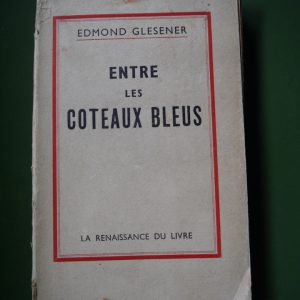 EDMOND GLESENER
ENTRE
LES
COTEAUX BLEUS
LA RENAISSANCE DU LIVRE